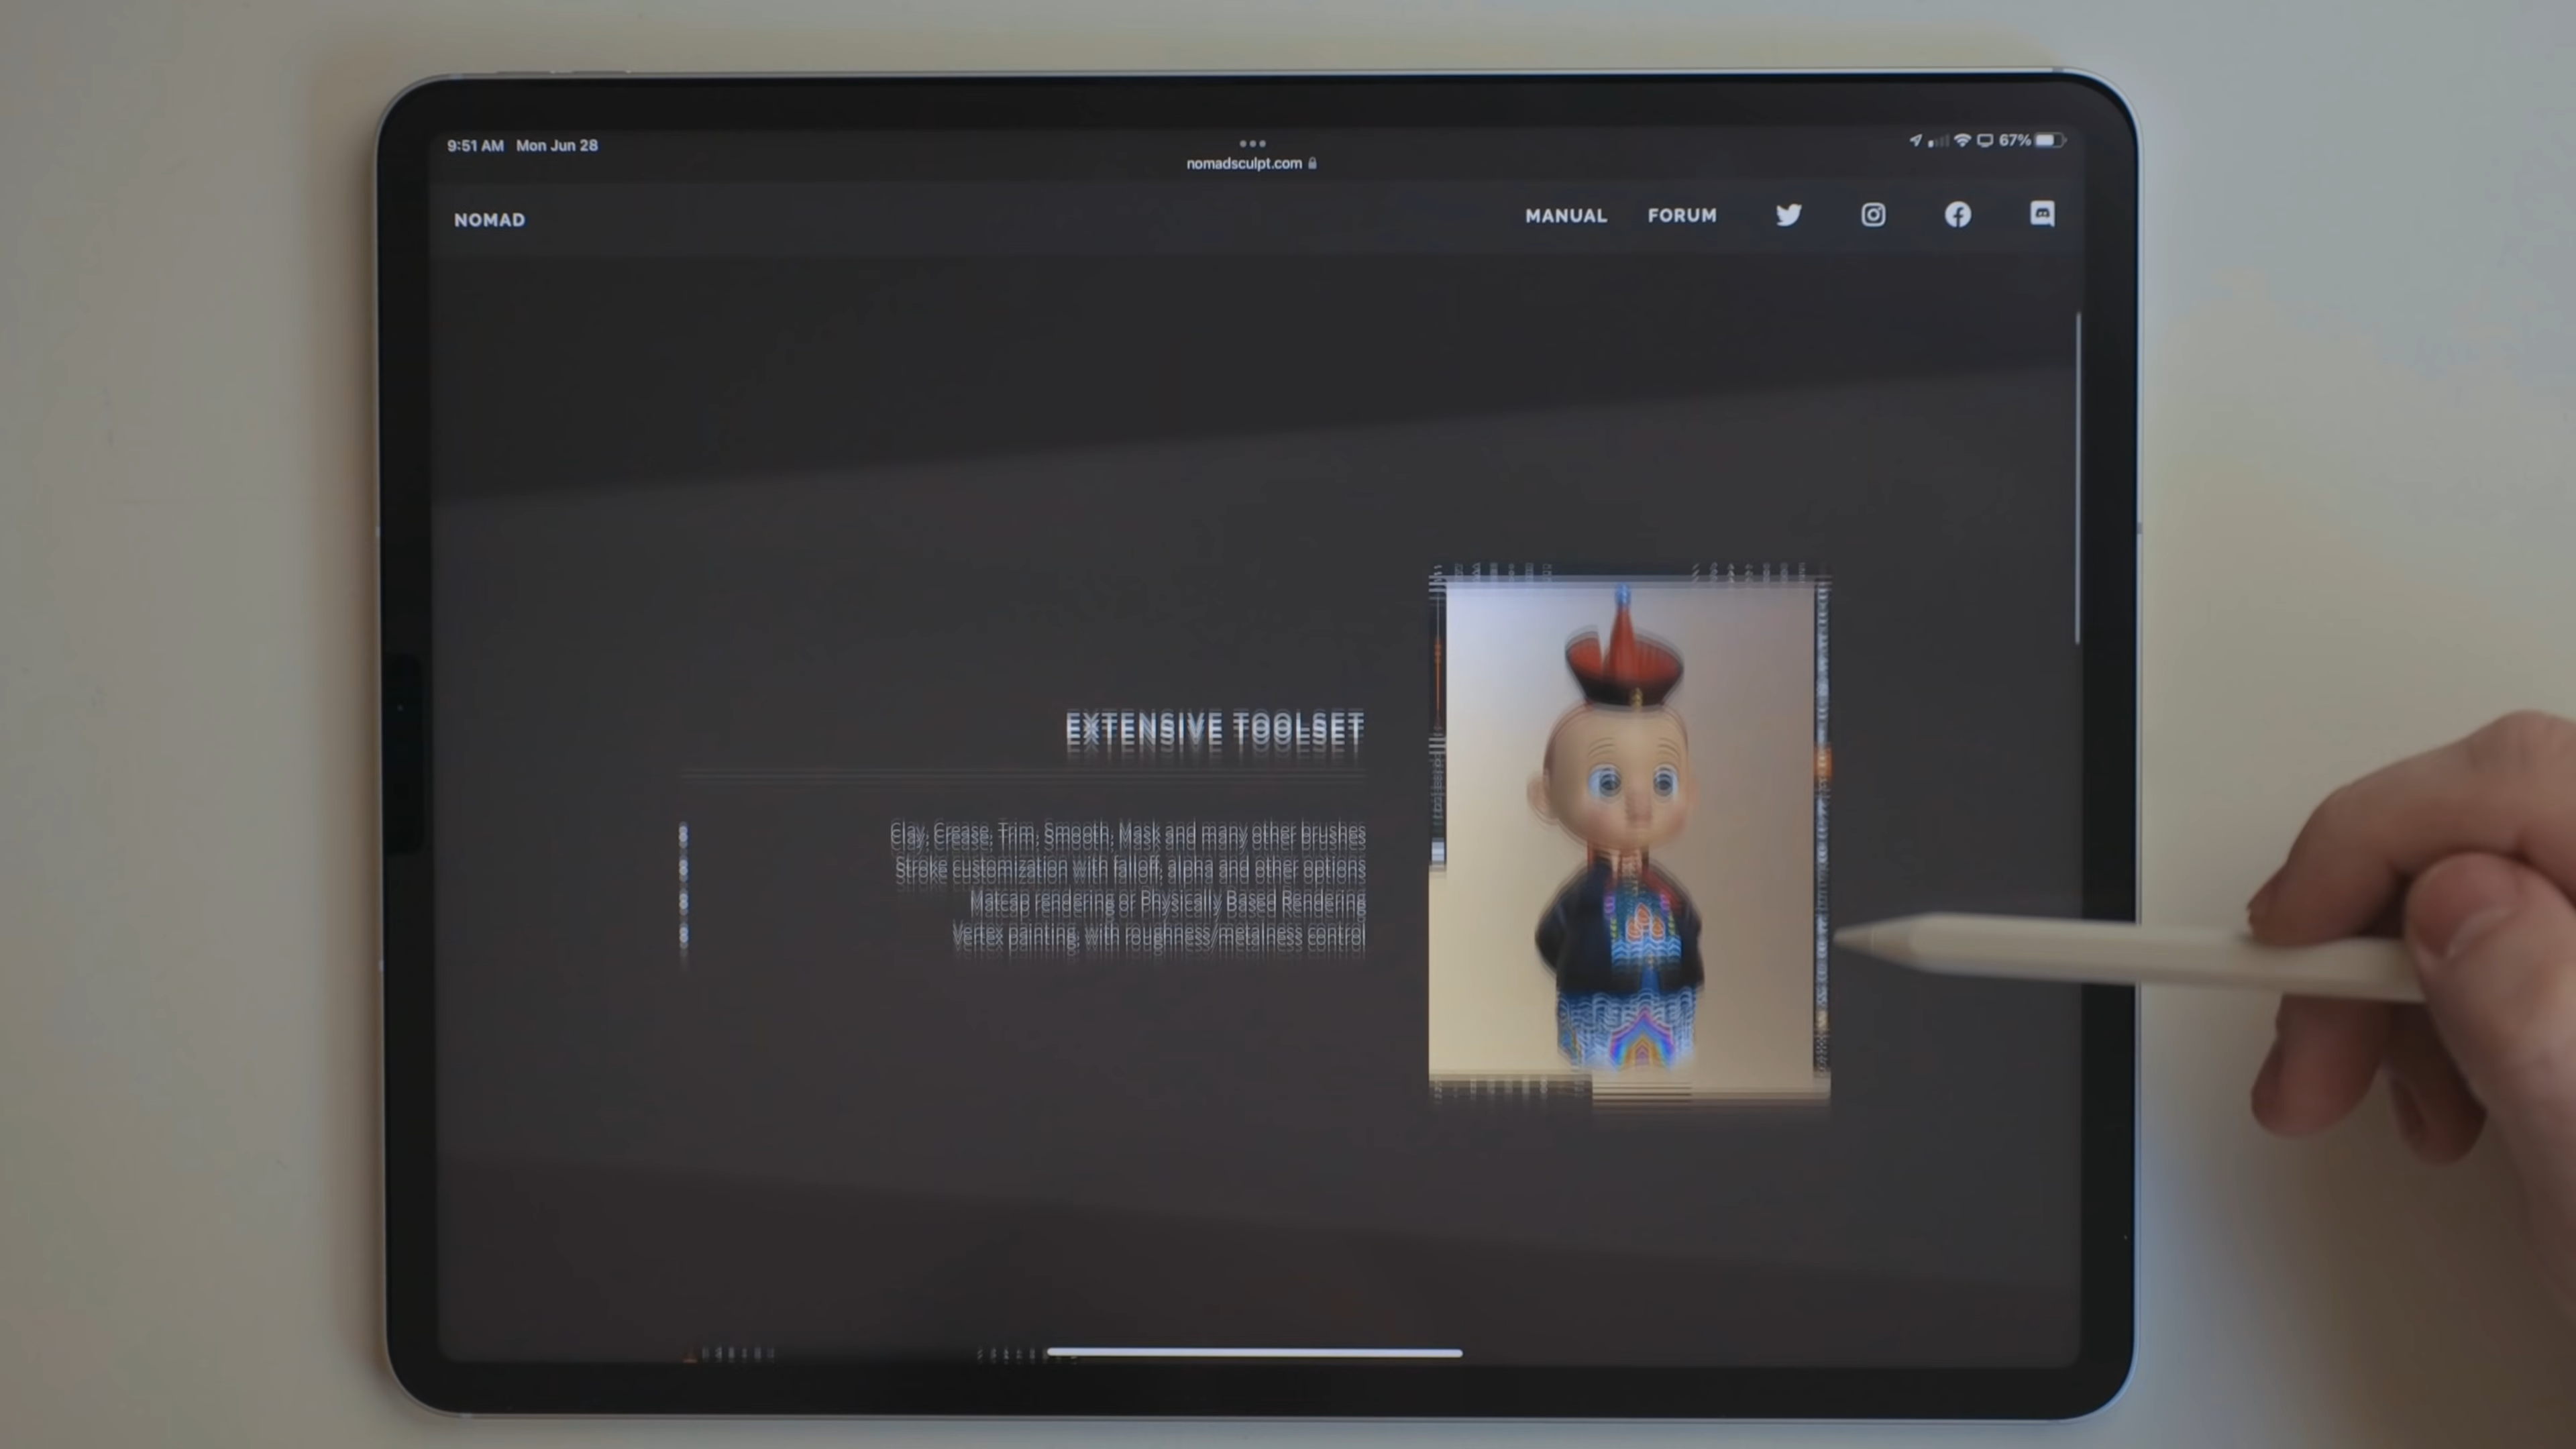 9:51 AM Mon Jun 28
67%
nomadsculpt.com
NOMAD
MANUAL
FORUM
EXTENSIVE TOOLSET
Clay, Crease, Trim, Smooth, Mask and many other brushes
Stroke customization with falloff, alpha and other options
Matcap rendering or Physically Based Rendering
Vertex painting, with roughness/metalness control